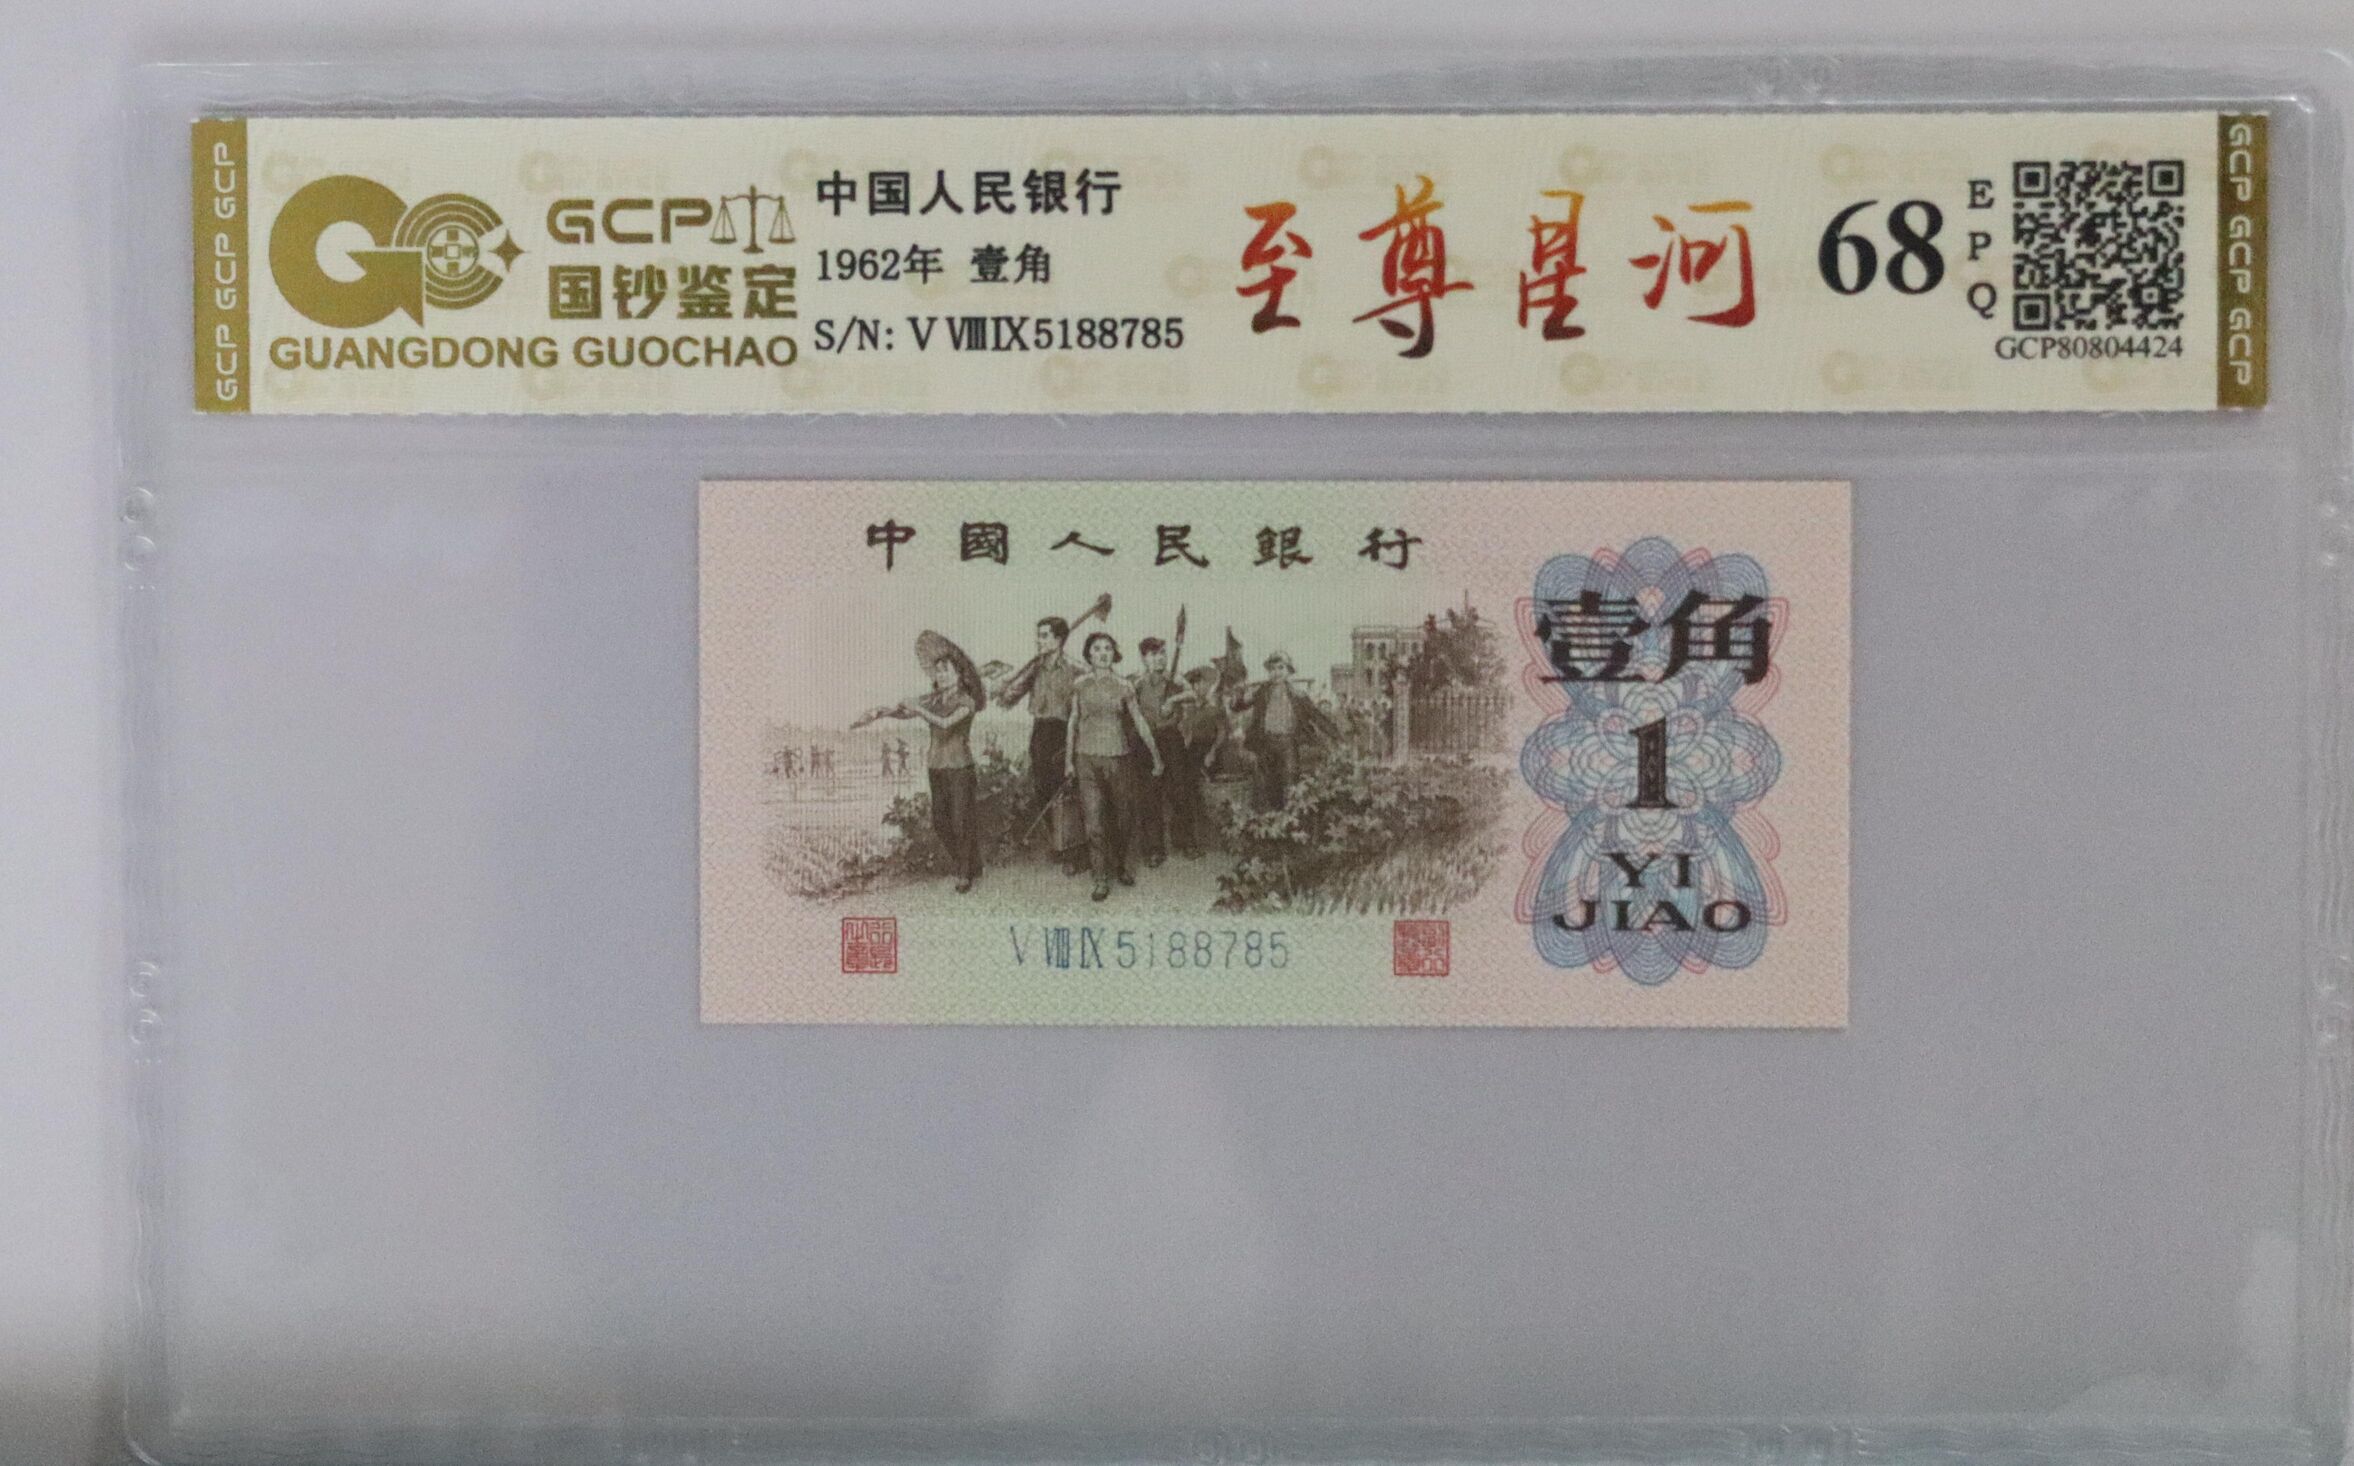 GCP GCP GCP
GCP
国钞鉴定
GUANGDONG GUOCHAO
中国人民银行
1962年 壹角
S/N: V Ⅷ Ⅸ 5188785
至尊星河
68
EPQ
GCP80804424
GCP GCP GCP
中國人民銀行
壹角
1
YI
JIAO
V Ⅷ Ⅸ 5188785